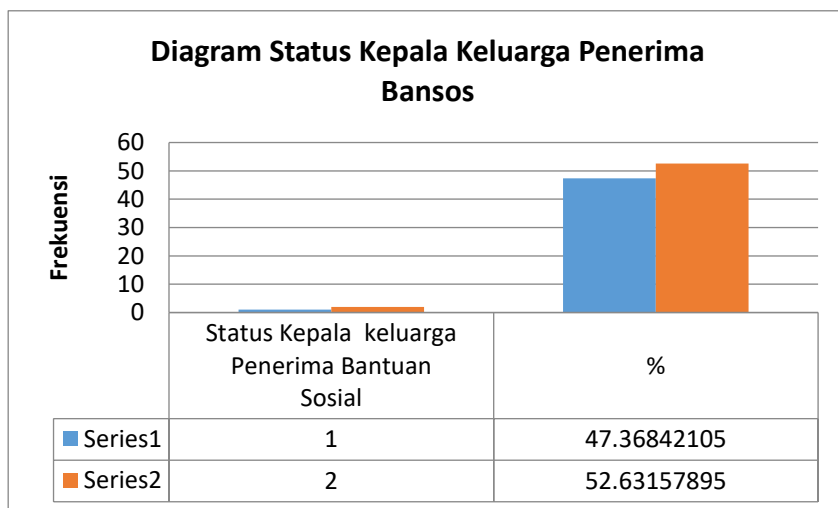 Diagram Status Kepala Keluarga Penerima
Bansos
Frekuensi
60
50
40
30
20
10
0
Status Kepala keluarga
Penerima Bantuan
Sosial
%
Series1 1 47.36842105
Series2 2 52.63157895